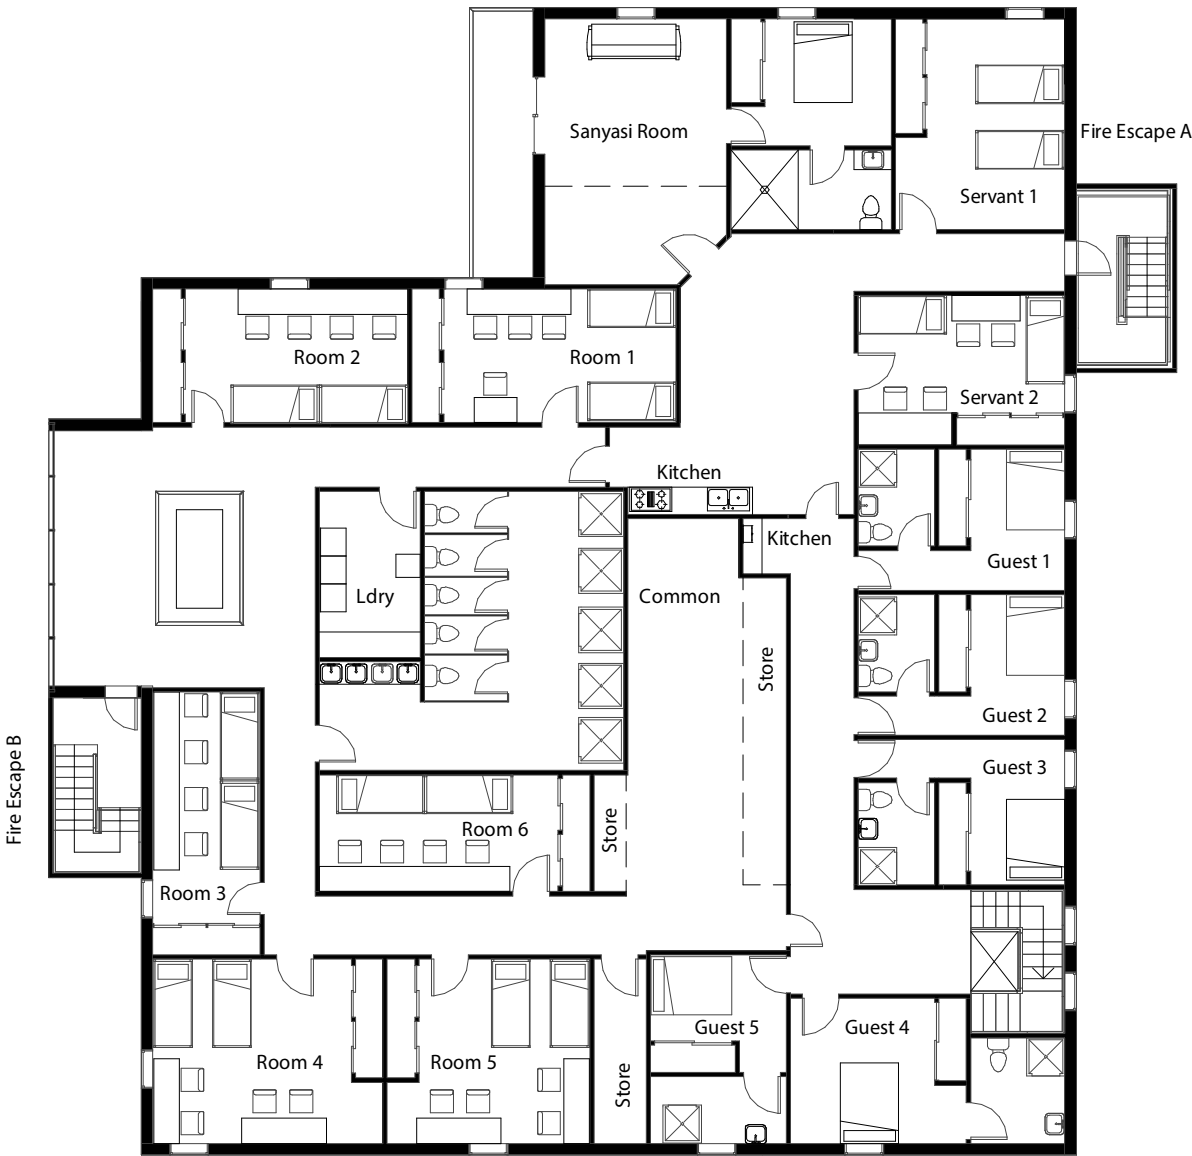 Sanyasi Room
Fire Escape A
Servant 1
Room 2
Room 1
Servant 2
Kitchen
Kitchen
Guest 1
Ldry
Common
Store
Guest 2
Guest 3
Fire Escape B
Room 6
Store
Room 3
Guest 5
Guest 4
Room 4
Room 5
Store